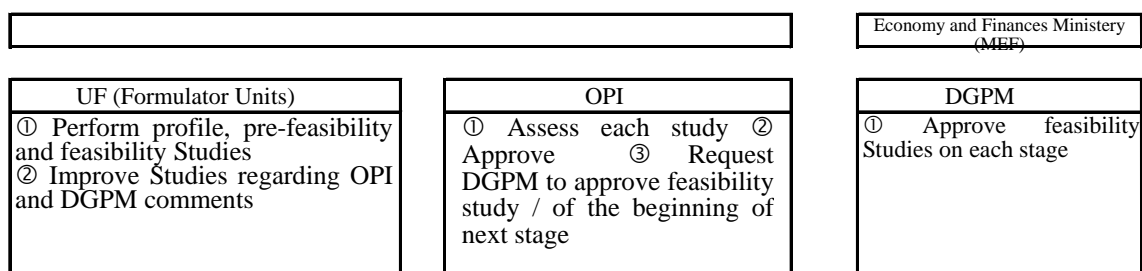 Economy and Finances Ministery
(MEF)
UF (Formulator Units)
① Perform profile, pre-feasibility
and feasibility Studies
② Improve Studies regarding OPI
and DGPM comments
OPI
① Assess each study ②
Approve ③ Request
DGPM to approve feasibility
study / of the beginning of
next stage
DGPM
① Approve feasibility
Studies on each stage